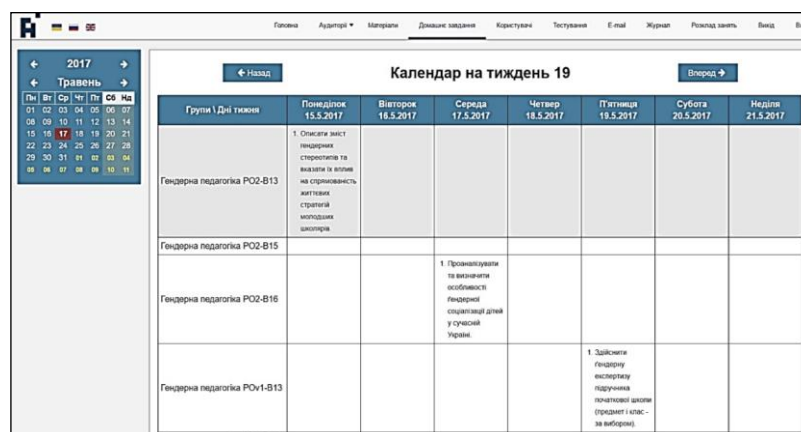 Головна Аудиторії Матеріали Домашнє завдання Користувачі Тестування E-mail Журнал Розклад занять Вихід
2017
Травень
Пн Вт Ср Чт Пт Сб Нд
01 02 03 04 05 06 07
08 09 10 11 12 13 14
15 16 17 18 19 20 21
22 23 24 25 26 27 28
29 30 31 01 02 03 04
05 06 07 08 09 10 11
Назад
Календар на тиждень 19
Вперед
Групи \ Дні тижня
Понеділок
15.5.2017
Вівторок
16.5.2017
Середа
17.5.2017
Четвер
18.5.2017
П'ятниця
19.5.2017
Субота
20.5.2017
Неділя
21.5.2017
Гендерна педагогіка РО2-В13
1. Описати зміст
гендерних
стереотипів та
вказати їх вплив
на спрямованість
життєвих
стратегій
молодших
школярів.
Гендерна педагогіка РО2-В15
Гендерна педагогіка РО2-В16
1. Проаналізувати
та визначити
особливості
ґендерної
соціалізації дітей
у сучасній
Україні.
Гендерна педагогіка РОv1-В13
1. Здійснити
ґендерну
експертизу
підручника
початкової школи
(предмет і клас -
за вибором).